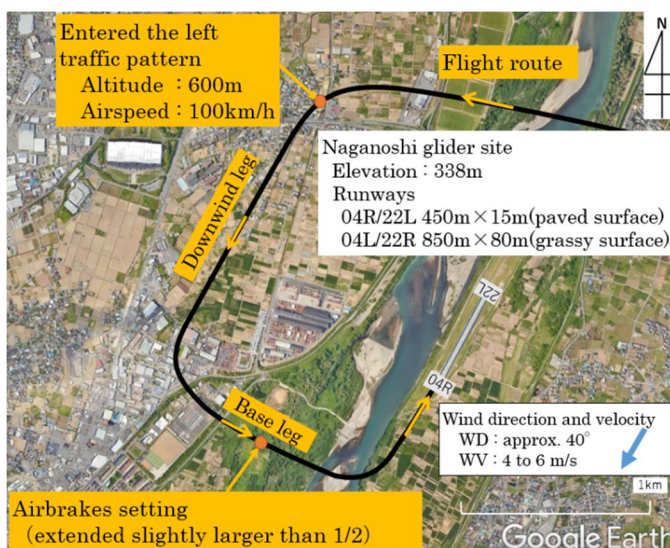 Entered the left
traffic pattern
Altitude : 600m
Airspeed : 100km/h
Flight route
N
Naganoshi glider site
Elevation : 338m
Runways
04R/22L 450m×15m(paved surface)
04L/22R 850m×80m(grassy surface)
Downwind leg
22L
04R
Base leg
Wind direction and velocity
WD : approx. 40°
WV : 4 to 6 m/s
1km
Airbrakes setting
(extended slightly larger than 1/2)
Google Earth